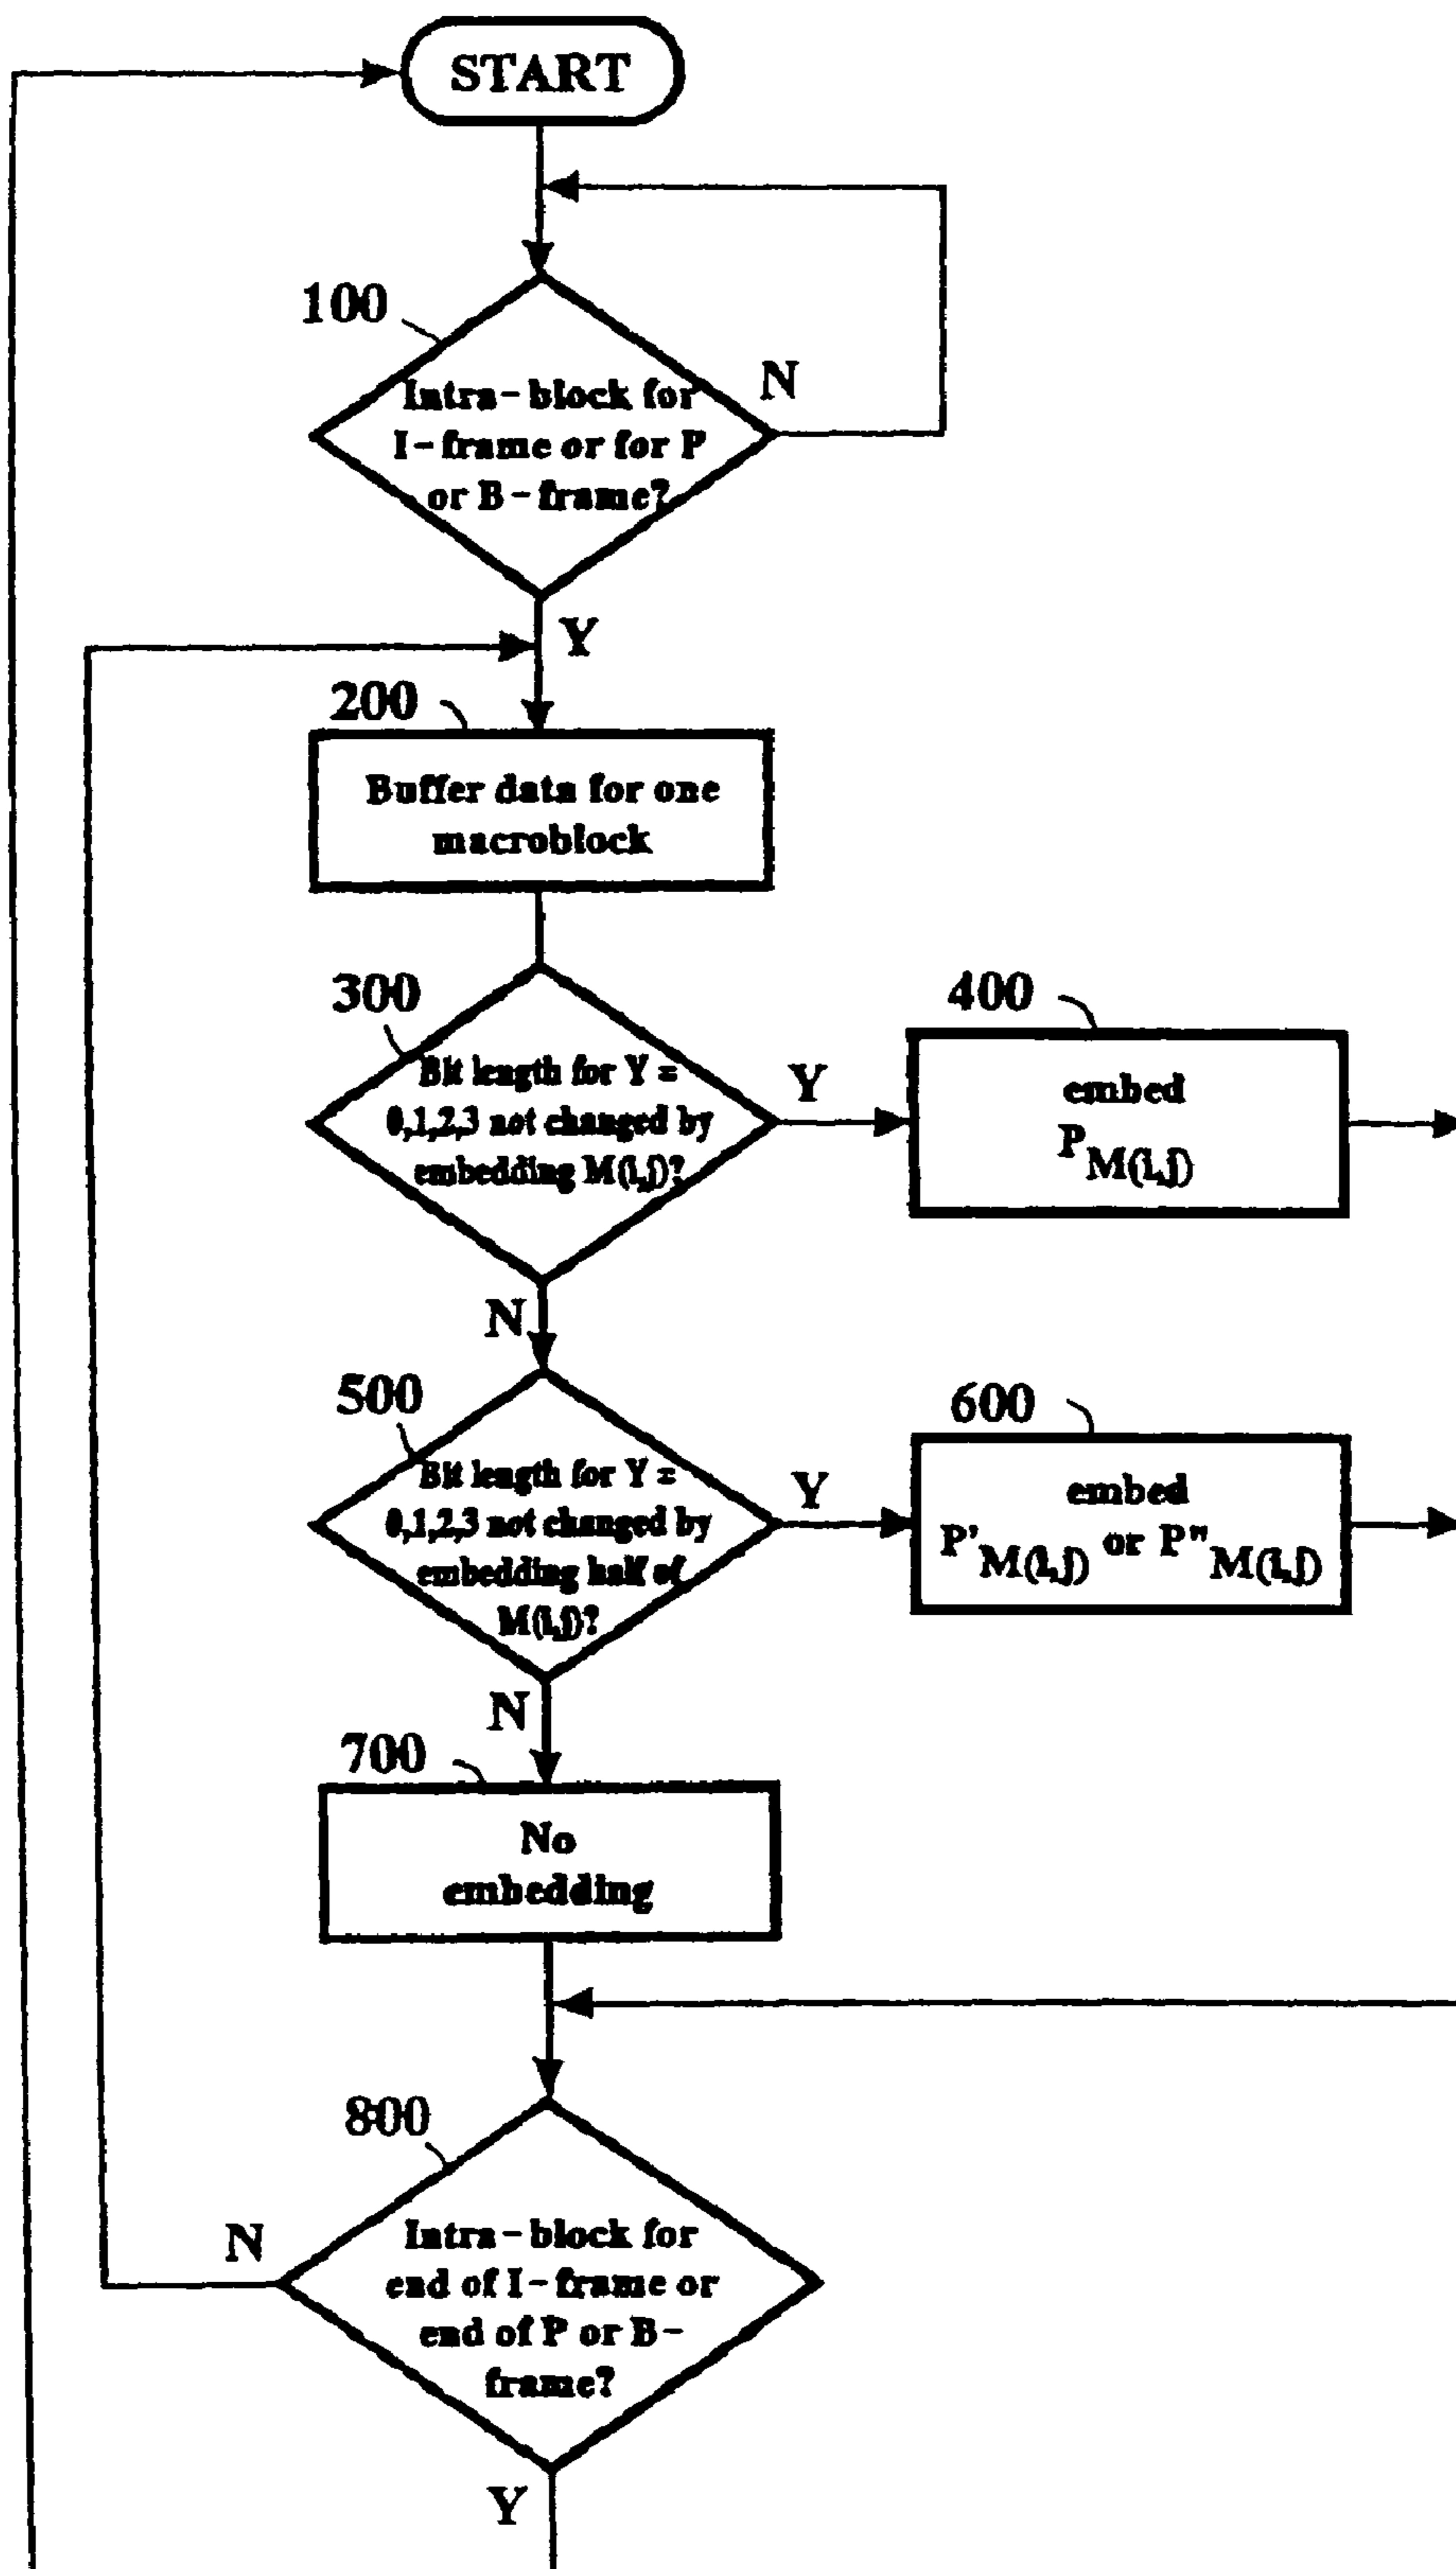 START
100
Intra-block for
I-frame or for P
or B-frame?
N
Y
200
Buffer data for one
macroblock
300
Bit length for Y =
0,1,2,3 not changed by
embedding M(i,j)?
Y
400
embed
P M(i,j)
N
500
Bit length for Y =
0,1,2,3 not changed by
embedding half of
M(i,j)?
Y
600
embed
P' M(i,j) or P" M(i,j)
N
700
No
embedding
800
Intra-block for
end of I-frame or
end of P or B-
frame?
N
Y